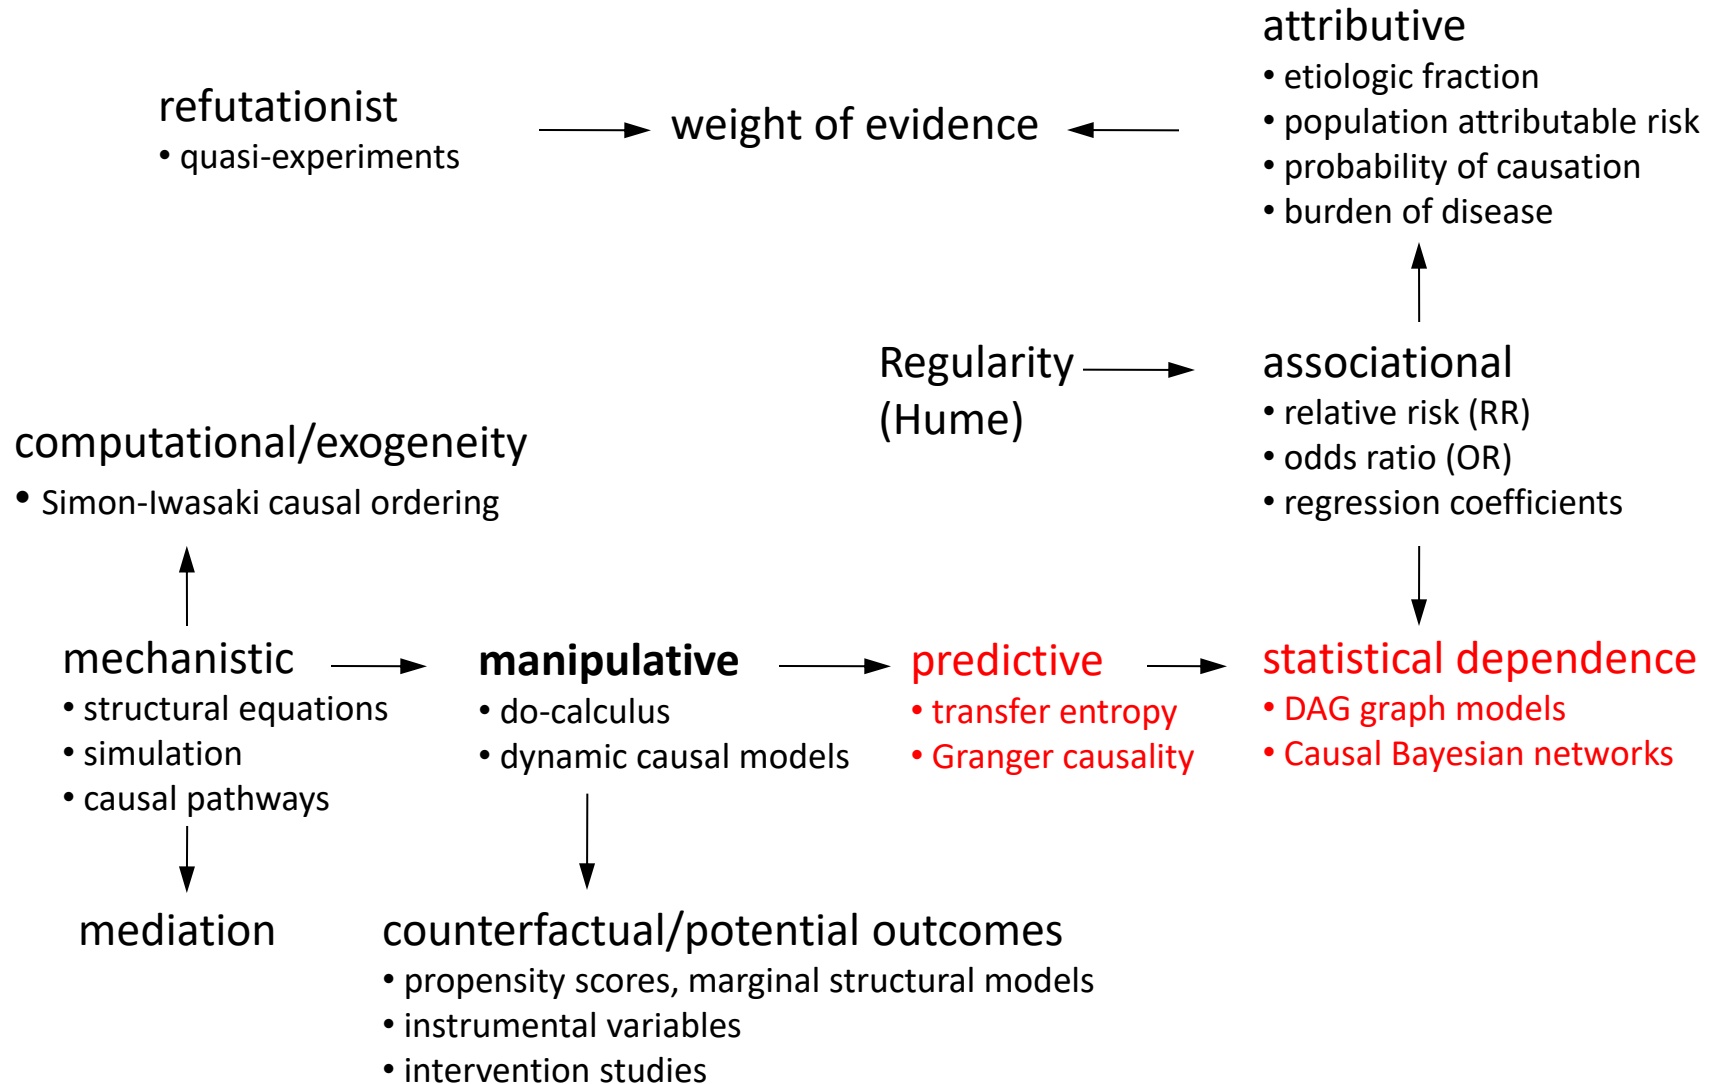 attributive
• etiologic fraction
• population attributable risk
• probability of causation
• burden of disease
refutationist
• quasi-experiments
weight of evidence
Regularity
(Hume)
associational
• relative risk (RR)
• odds ratio (OR)
• regression coefficients
computational/exogeneity
• Simon-Iwasaki causal ordering
mechanistic
• structural equations
• simulation
• causal pathways
manipulative
• do-calculus
• dynamic causal models
predictive
• transfer entropy
• Granger causality
statistical dependence
• DAG graph models
• Causal Bayesian networks
mediation
counterfactual/potential outcomes
• propensity scores, marginal structural models
• instrumental variables
• intervention studies